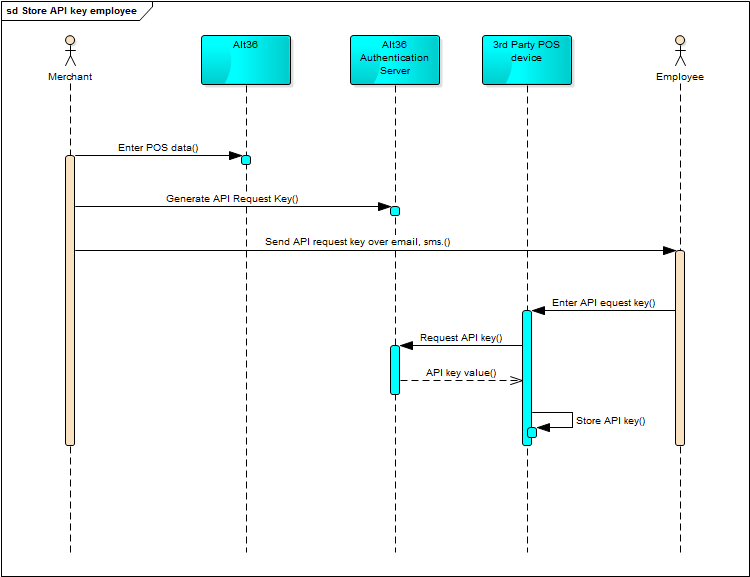 sd Store API key employee
Merchant
Alt36
Alt36
Authentication
Server
3rd Party POS
device
Employee
Enter POS data()
Generate API Request Key()
Send API request key over email, sms.()
Enter API equest key()
Request API key()
API key value()
Store API key()